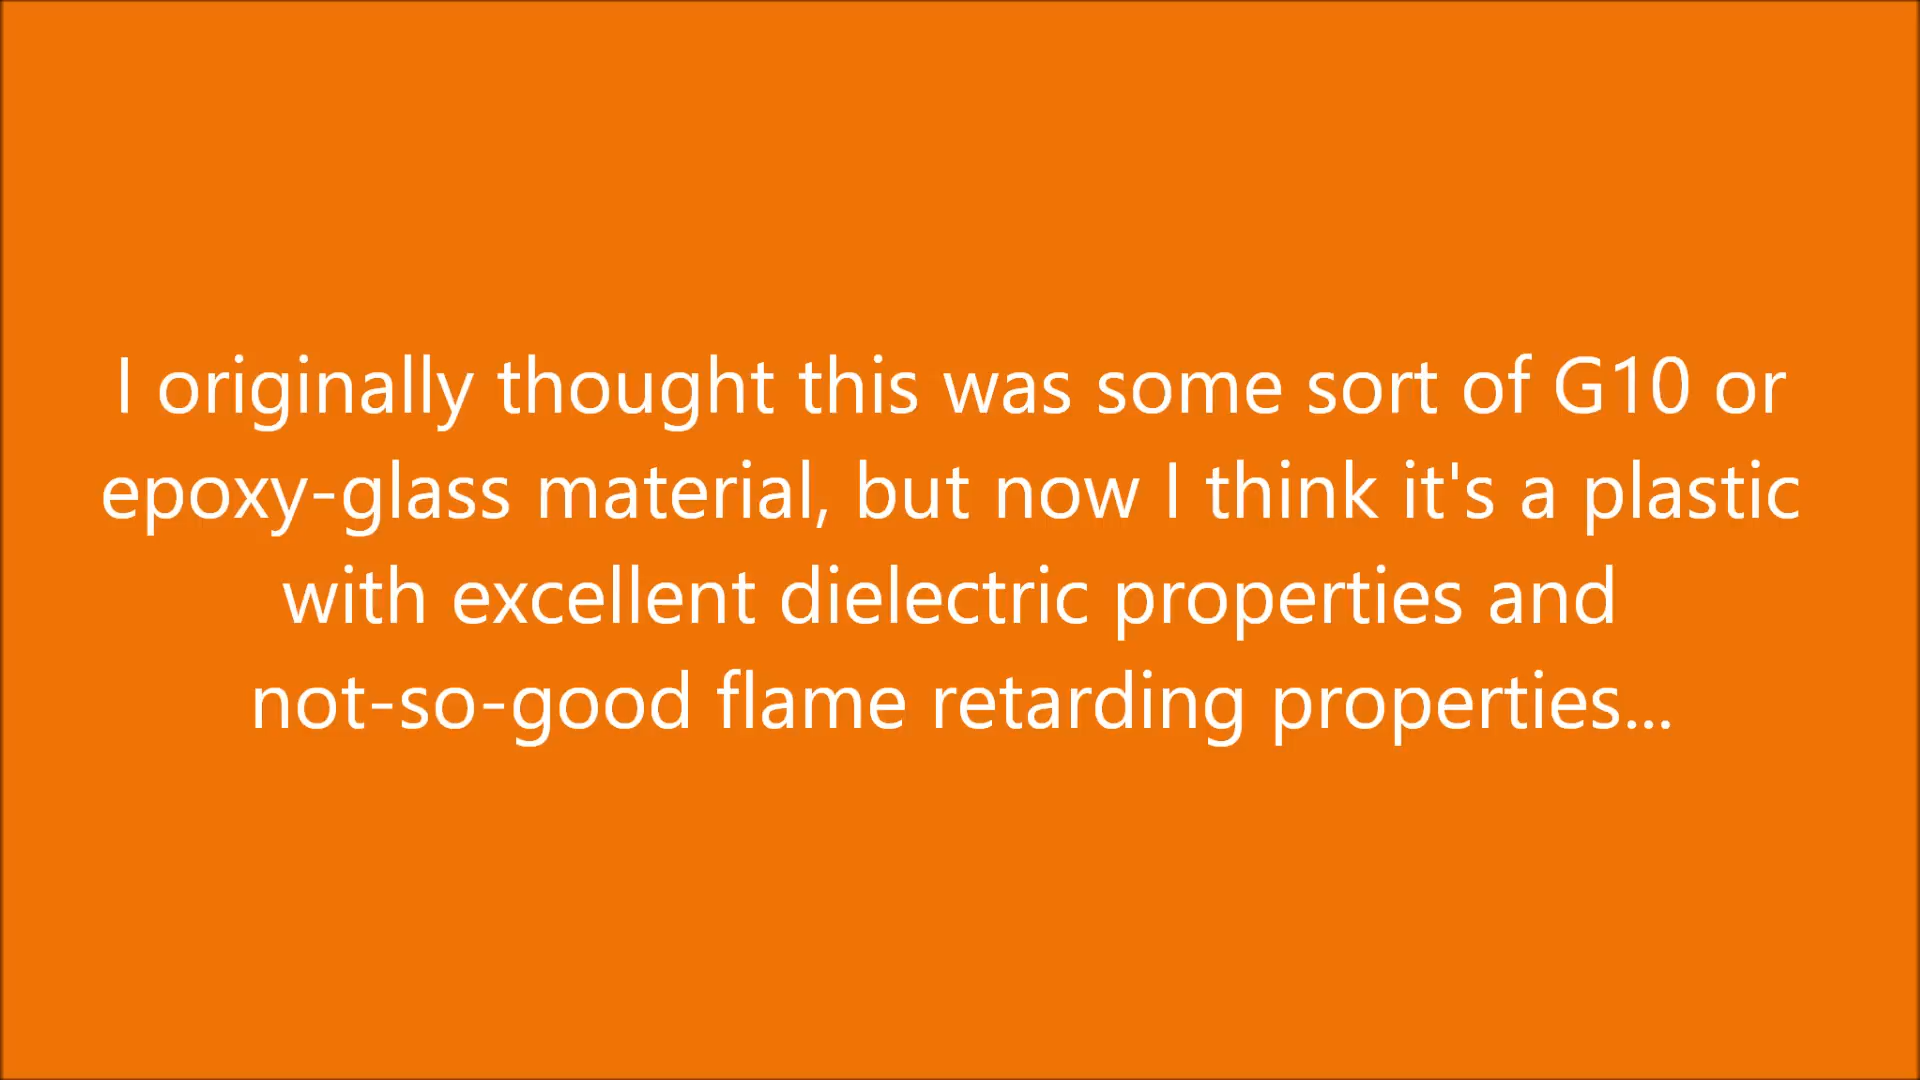 I originally thought this was some sort of G10 or
epoxy-glass material, but now I think it's a plastic
with excellent dielectric properties and
not-so-good flame retarding properties...